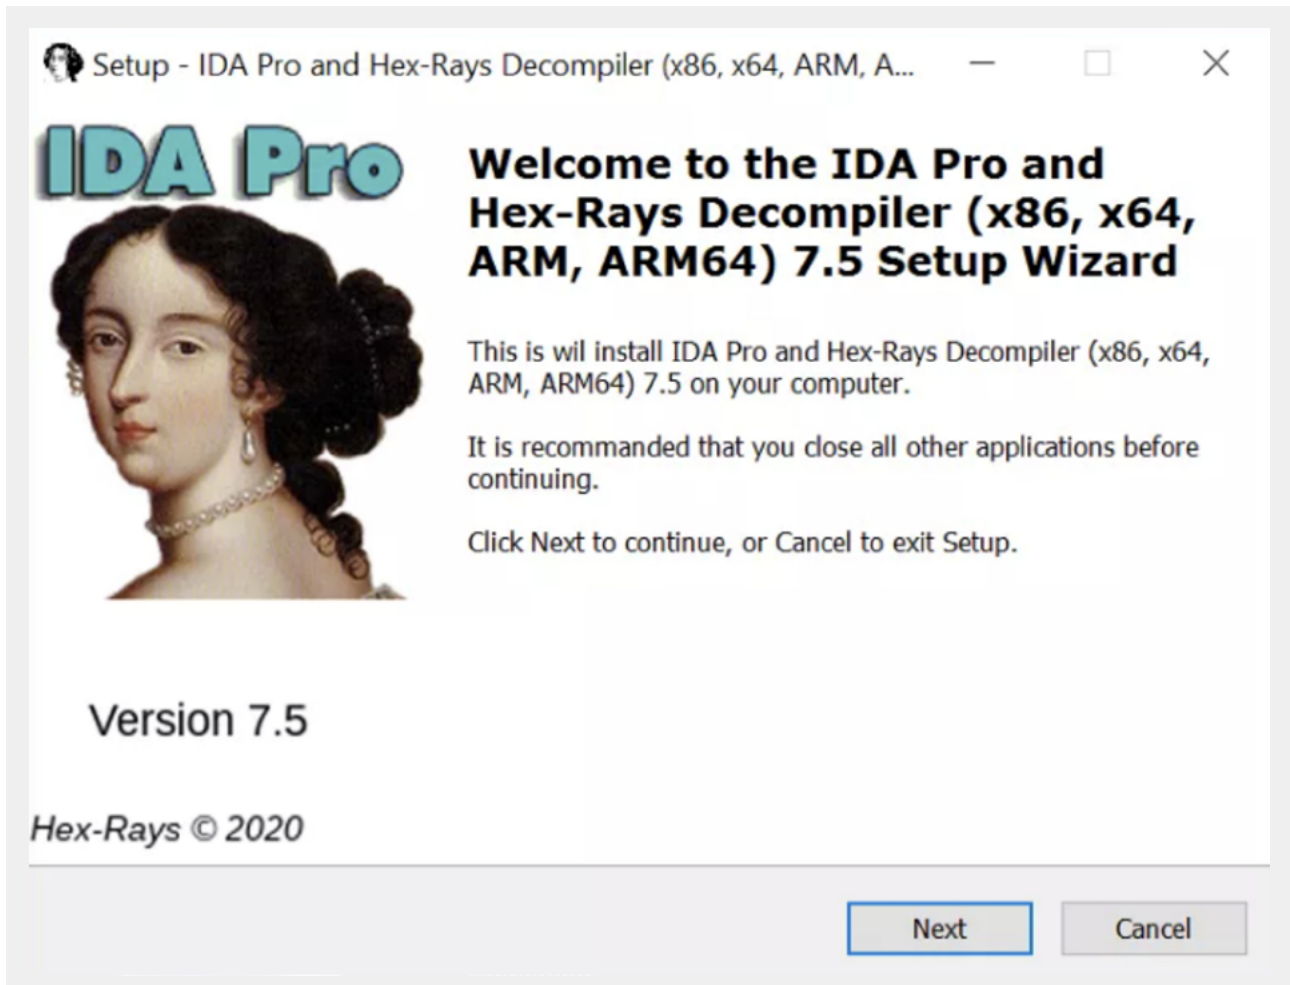 Setup - IDA Pro and Hex-Rays Decompiler (x86, x64, ARM, A...
IDA Pro
Welcome to the IDA Pro and
Hex-Rays Decompiler (x86, x64,
ARM, ARM64) 7.5 Setup Wizard
This is wil install IDA Pro and Hex-Rays Decompiler (x86, x64,
ARM, ARM64) 7.5 on your computer.
It is recommanded that you close all other applications before
continuing.
Click Next to continue, or Cancel to exit Setup.
Version 7.5
Hex-Rays © 2020
Next
Cancel